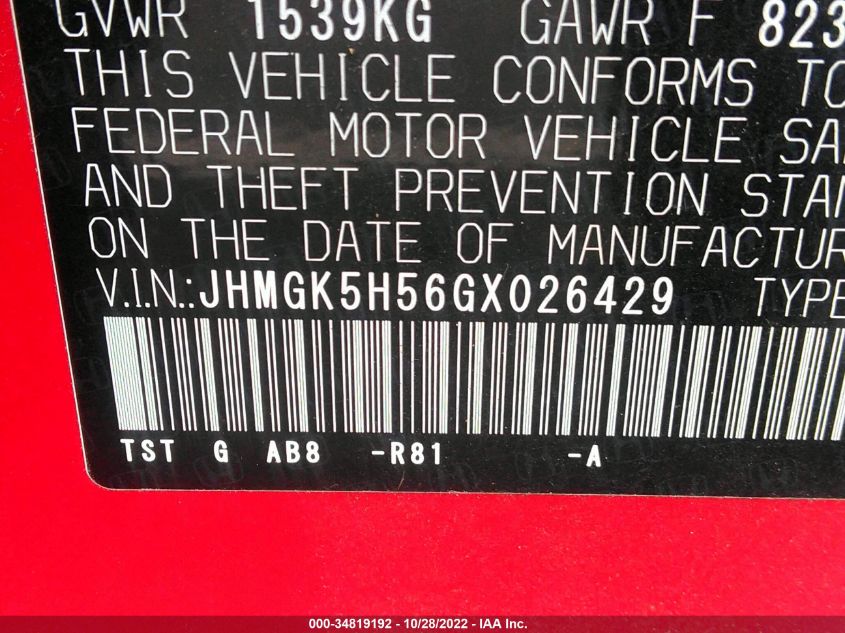 GVWR 1539KG GAWR F 823
THIS VEHICLE CONFORMS TO
FEDERAL MOTOR VEHICLE SA
AND THEFT PREVENTION STAN
ON THE DATE OF MANUFACTUR
V.I.N.:JHMGK5H56GX026429 TYPE
TST G AB8 -R81 -A
000-34819192 - 10/28/2022 - IAA Inc.